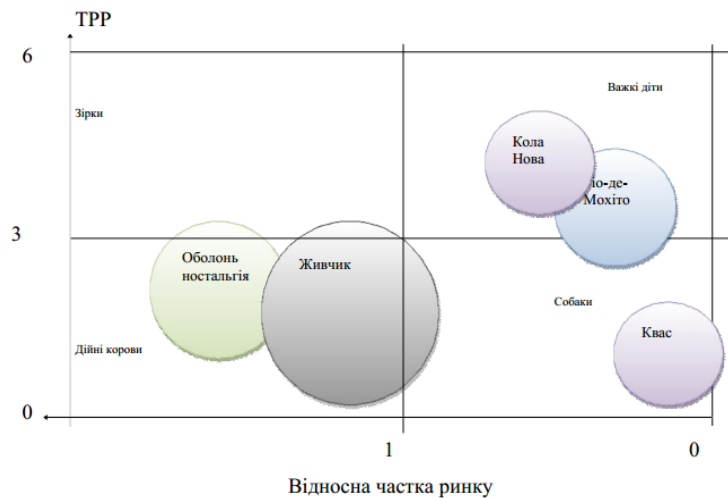 ТРР
6
Зірки
Важкі діти
Кола
Нова
Мохіто
3
Оболонь
ностальгія
Живчик
Собаки
Дійні корови
Квас
0
1
0
Відносна частка ринку